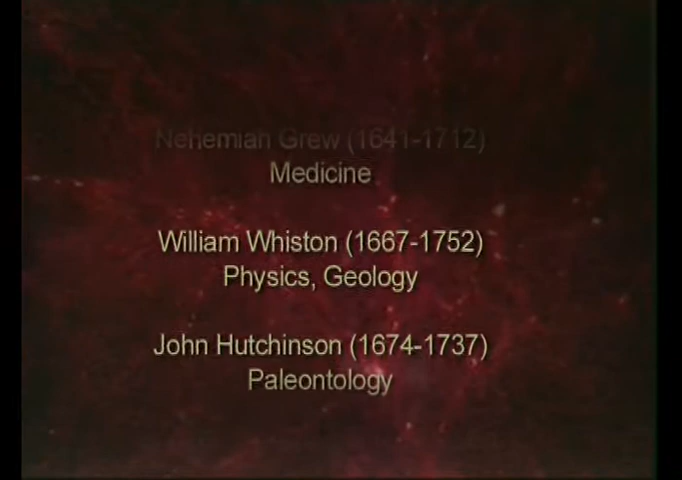 Nehemiah Grew (1641-1712)
Medicine
William Whiston (1667-1752)
Physics, Geology
John Hutchinson (1674-1737)
Paleontology